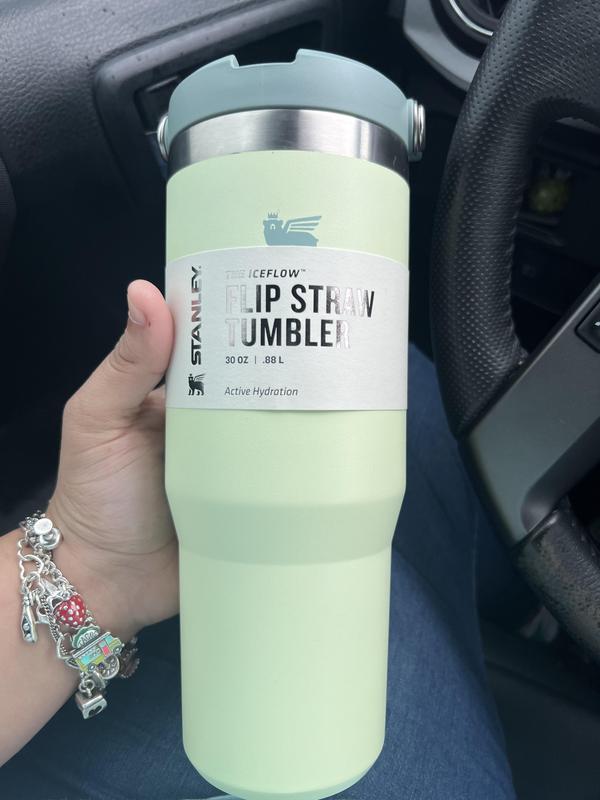 STANLEY
THE ICEFLOW™
FLIP STRAW
TUMBLER
30 OZ | .88 L
Active Hydration